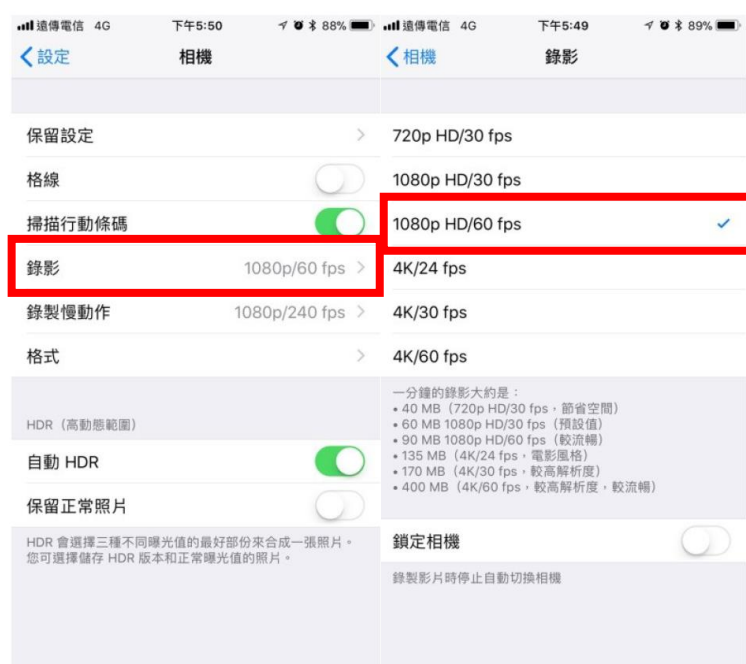 遠傳電信 4G 下午5:50 88%
設定 相機
保留設定
格線
掃描行動條碼
錄影 1080p/60 fps
錄製慢動作 1080p/240 fps
格式
HDR（高動態範圍）
自動 HDR
保留正常照片
HDR 會選擇三種不同曝光值的最好部份來合成一張照片。
您可選擇儲存 HDR 版本和正常曝光值的照片。
遠傳電信 4G 下午5:49 89%
相機 錄影
720p HD/30 fps
1080p HD/30 fps
1080p HD/60 fps
4K/24 fps
4K/30 fps
4K/60 fps
一分鐘的錄影大約是：
• 40 MB（720p HD/30 fps，節省空間）
• 60 MB 1080p HD/30 fps（預設值）
• 90 MB 1080p HD/60 fps（較流暢）
• 135 MB（4K/24 fps，電影風格）
• 170 MB（4K/30 fps，較高解析度）
• 400 MB（4K/60 fps，較高解析度，較流暢）
鎖定相機
錄製影片時停止自動切換相機